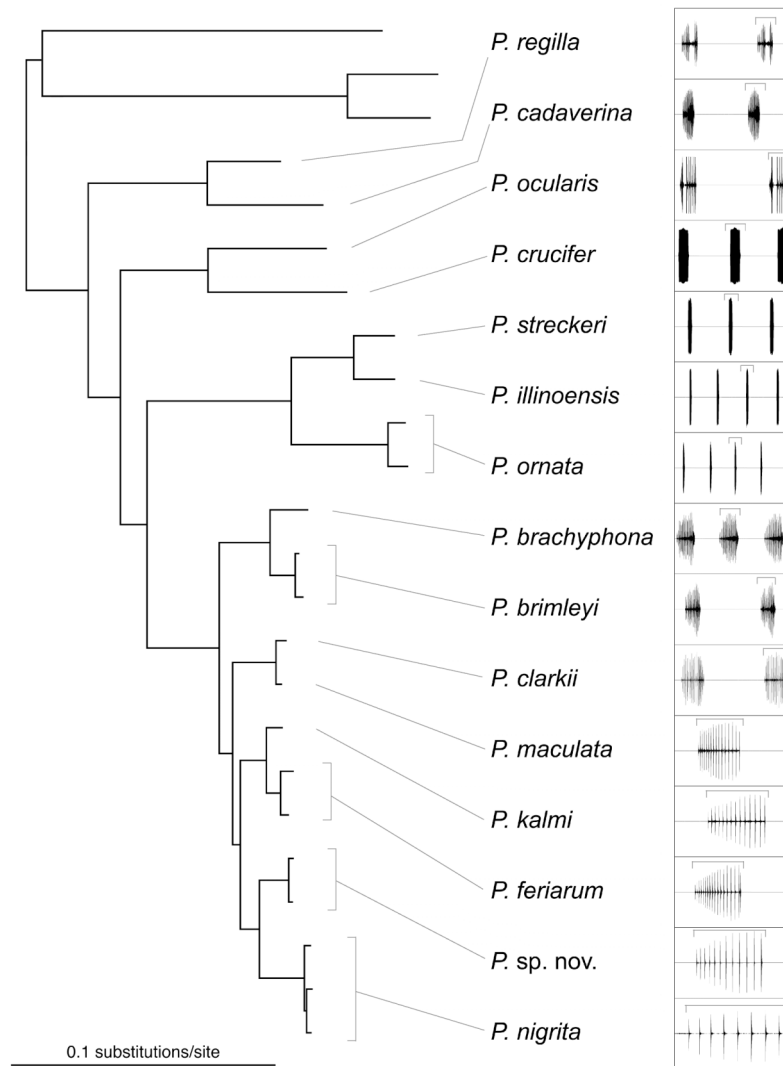 P. regilla
P. cadaverina
P. ocularis
P. crucifer
P. streckeri
P. illinoensis
P. ornata
P. brachyphona
P. brimleyi
P. clarkii
P. maculata
P. kalmi
P. feriarum
P. sp. nov.
P. nigrita
0.1 substitutions/site